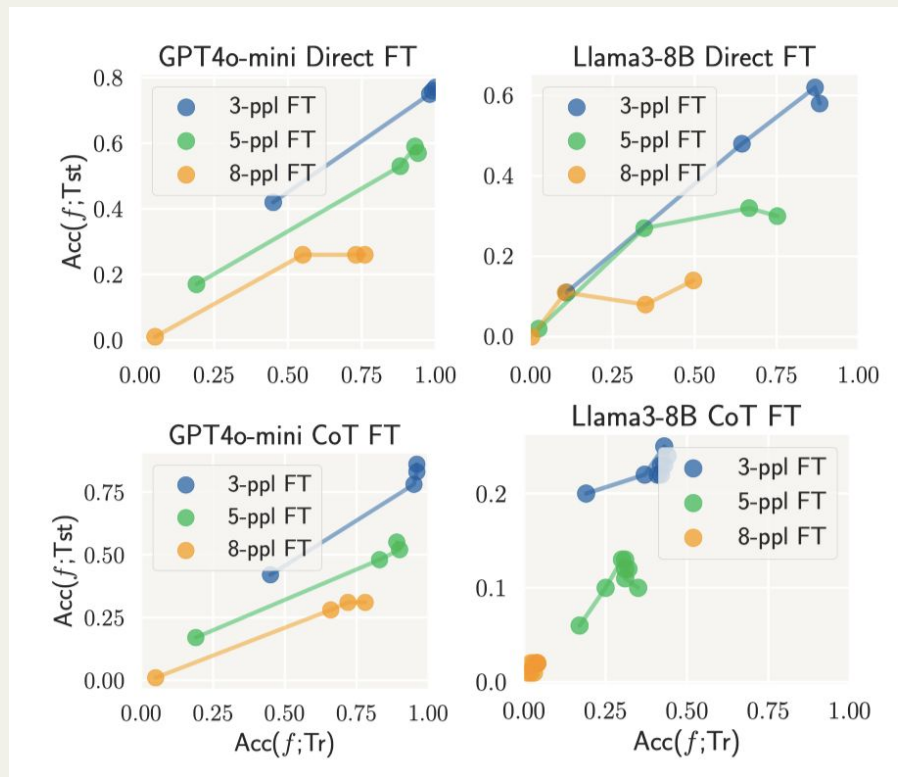 GPT4o-mini Direct FT
0.8
0.6
0.4
0.2
0.0
Acc(f;Tst)
3-ppl FT
5-ppl FT
8-ppl FT
0.00 0.25 0.50 0.75 1.00
Llama3-8B Direct FT
0.6
0.4
0.2
0.0
3-ppl FT
5-ppl FT
8-ppl FT
0.00 0.25 0.50 0.75 1.00
GPT4o-mini CoT FT
0.75
0.50
0.25
0.00
Acc(f;Tst)
3-ppl FT
5-ppl FT
8-ppl FT
0.00 0.25 0.50 0.75 1.00
Acc(f;Tr)
Llama3-8B CoT FT
0.2
0.1
0.0
3-ppl FT
5-ppl FT
8-ppl FT
0.00 0.25 0.50 0.75 1.00
Acc(f;Tr)